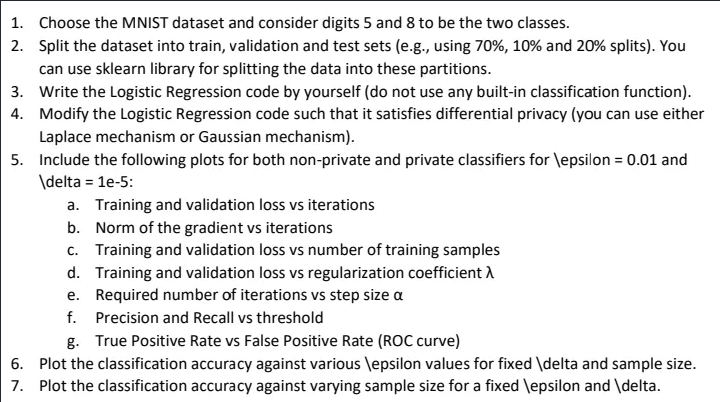 1. Choose the MNIST dataset and consider digits 5 and 8 to be the two classes.
2. Split the dataset into train, validation and test sets (e.g., using 70%, 10% and 20% splits). You
can use sklearn library for splitting the data into these partitions.
3. Write the Logistic Regression code by yourself (do not use any built-in classification function).
4. Modify the Logistic Regression code such that it satisfies differential privacy (you can use either
Laplace mechanism or Gaussian mechanism).
5. Include the following plots for both non-private and private classifiers for \epsilon = 0.01 and
\delta = 1e-5:
a. Training and validation loss vs iterations
b. Norm of the gradient vs iterations
c. Training and validation loss vs number of training samples
d. Training and validation loss vs regularization coefficient λ
e. Required number of iterations vs step size α
f. Precision and Recall vs threshold
g. True Positive Rate vs False Positive Rate (ROC curve)
6. Plot the classification accuracy against various \epsilon values for fixed \delta and sample size.
7. Plot the classification accuracy against varying sample size for a fixed \epsilon and \delta.